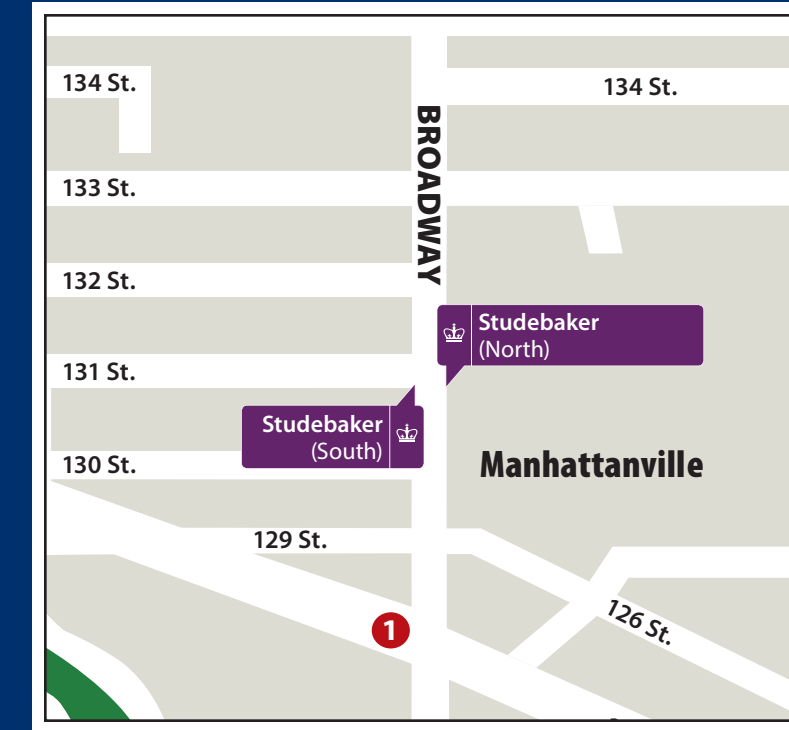 134 St.
134 St.
BROADWAY
133 St.
132 St.
Studebaker
(North)
131 St.
Studebaker
(South)
130 St.
Manhattanville
129 St.
126 St.
1